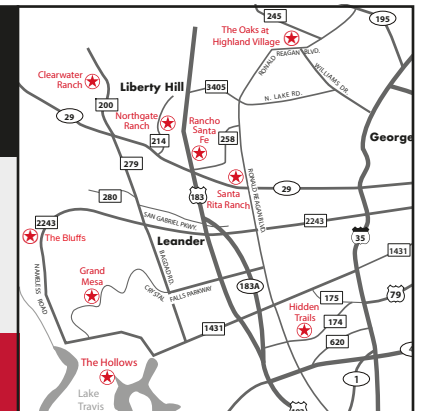 245
195
The Oaks at
Highland Village
RONALD REAGAN BLVD.
WILLIAMS DR
Clearwater
Ranch
Liberty Hill
3405
N. LAKE RD.
200
29
Northgate
Ranch
Rancho
Santa
Fe
214
258
George
279
RONALD REAGAN BLVD.
Santa
Rita Ranch
29
280
183
SAN GABRIEL PKWY.
2243
2243
The Bluffs
Leander
35
1431
BAGDAD RD.
NAMELESS ROAD
Grand
Mesa
CRYSTAL FALLS PARKWAY
183A
175
79
Hidden
Trails
174
1431
620
The Hollows
Lake
Travis
1
183